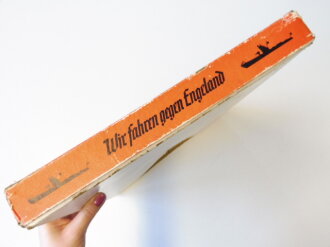 Wir fahren gegen Engeland